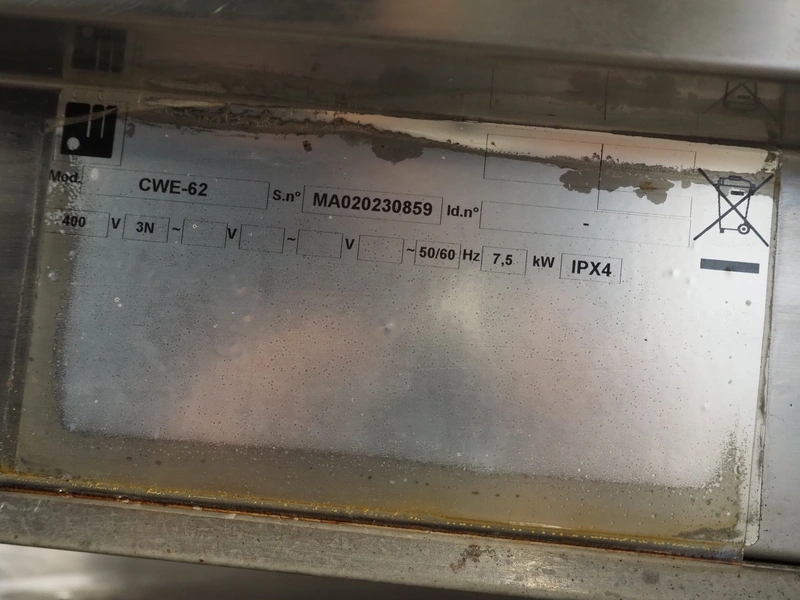 Mod. CWE-62 S.n° MA020230859 Id.n° -
400 V 3N ~ V ~ V ~ 50/60 Hz 7,5 kW IPX4